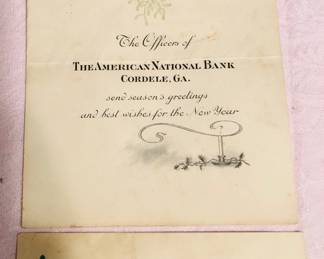 The Officers of
THE AMERICAN NATIONAL BANK
CORDELE, GA.
send season's greetings
and best wishes for the New Year